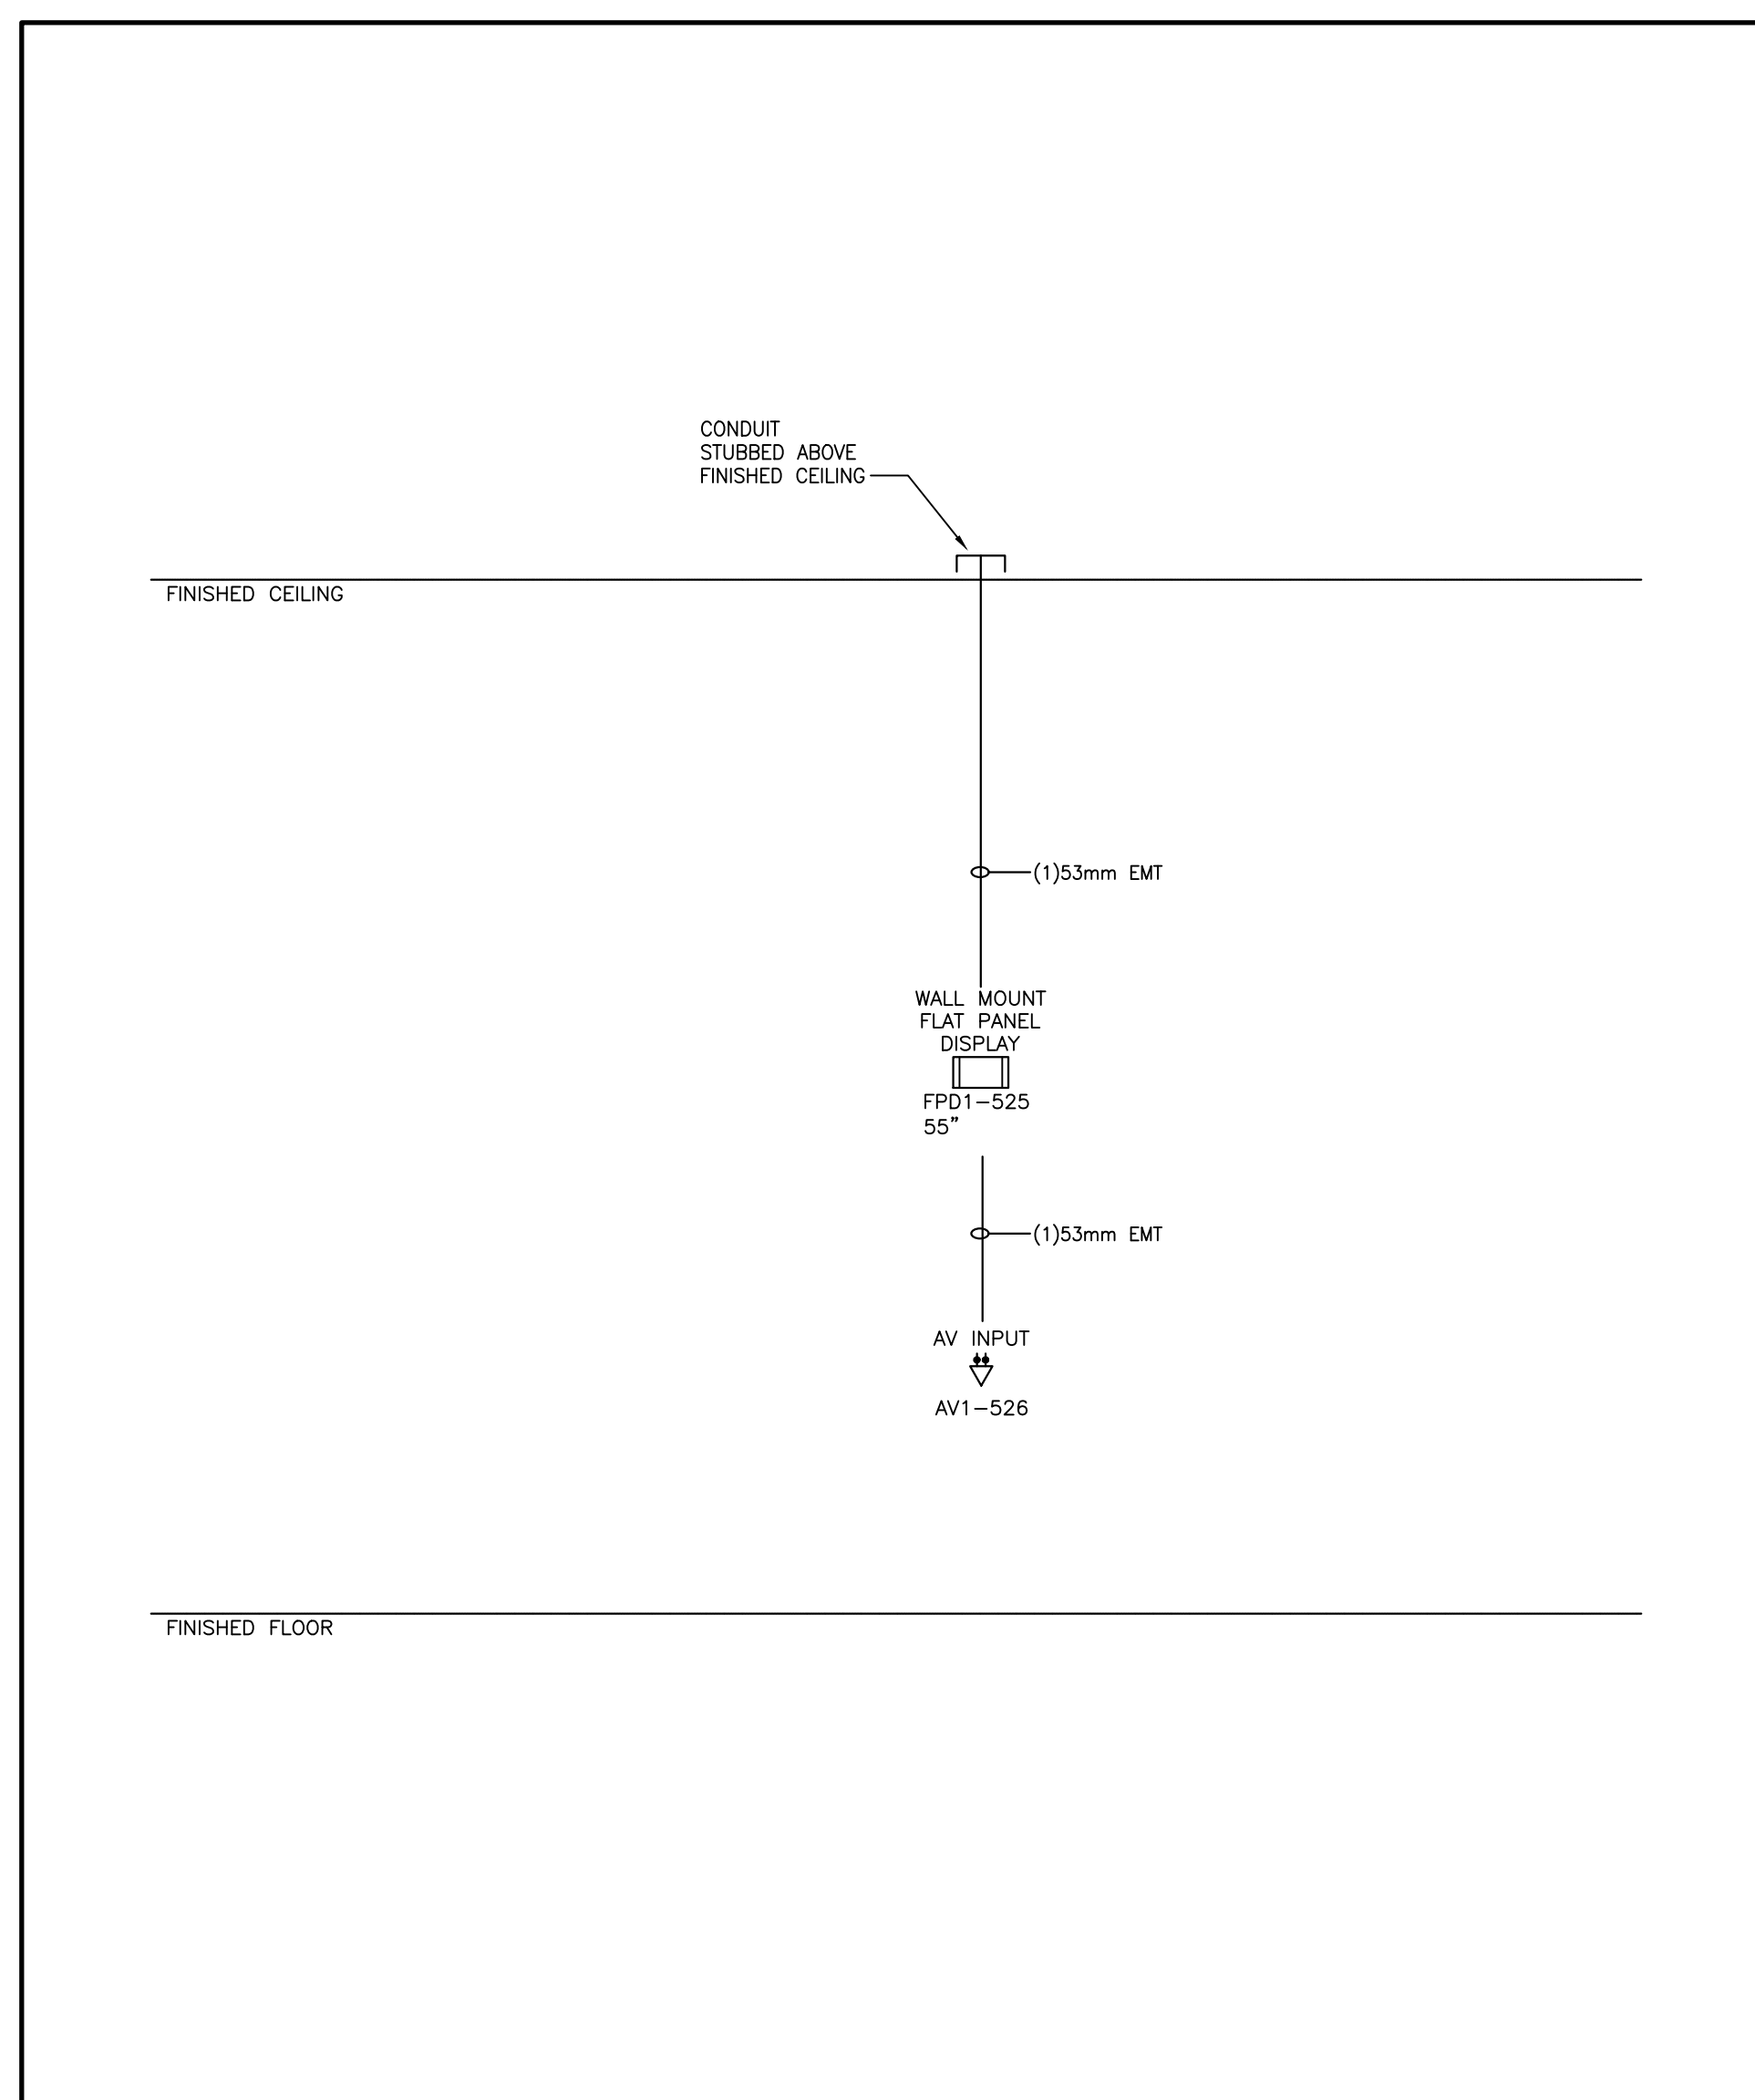 CONDUIT
STUBBED ABOVE
FINISHED CEILING
FINISHED CEILING
(1)53mm EMT
WALL MOUNT
FLAT PANEL
DISPLAY
FPD1-525
55"
(1)53mm EMT
AV INPUT
AV1-526
FINISHED FLOOR